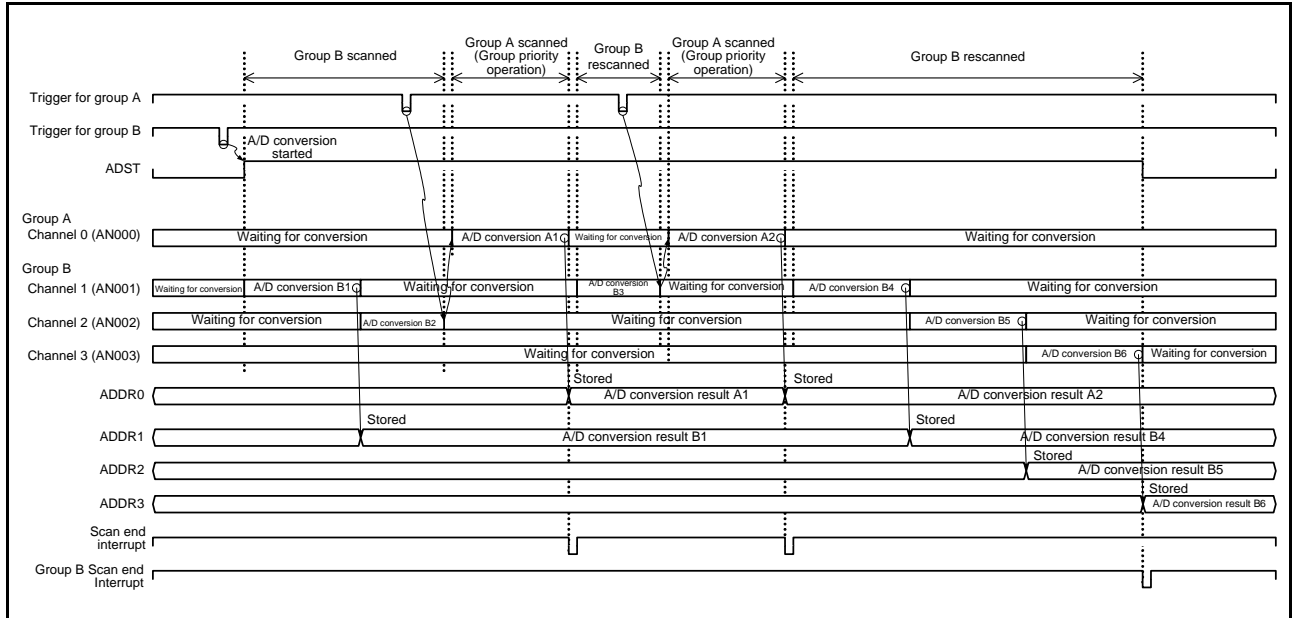 Group B scanned
Group A scanned
(Group priority
operation)
Group B
rescanned
Group A scanned
(Group priority
operation)
Group B rescanned
Trigger for group A
Trigger for group B
A/D conversion
started
ADST
Group A
Channel 0 (AN000)
Waiting for conversion
A/D conversion A1
Waiting for conversion
A/D conversion A2
Waiting for conversion
Group B
Channel 1 (AN001)
Waiting for conversion
A/D conversion B1
Waiting for conversion
A/D conversion
B3
Waiting for conversion
A/D conversion B4
Waiting for conversion
Channel 2 (AN002)
Waiting for conversion
A/D conversion B2
Waiting for conversion
A/D conversion B5
Waiting for conversion
Channel 3 (AN003)
Waiting for conversion
A/D conversion B6
Waiting for conversion
Stored
Stored
ADDR0
A/D conversion result A1
A/D conversion result A2
Stored
Stored
ADDR1
A/D conversion result B1
A/D conversion result B4
Stored
ADDR2
A/D conversion result B5
Stored
ADDR3
A/D conversion result B6
Scan end
interrupt
Group B Scan end
Interrupt